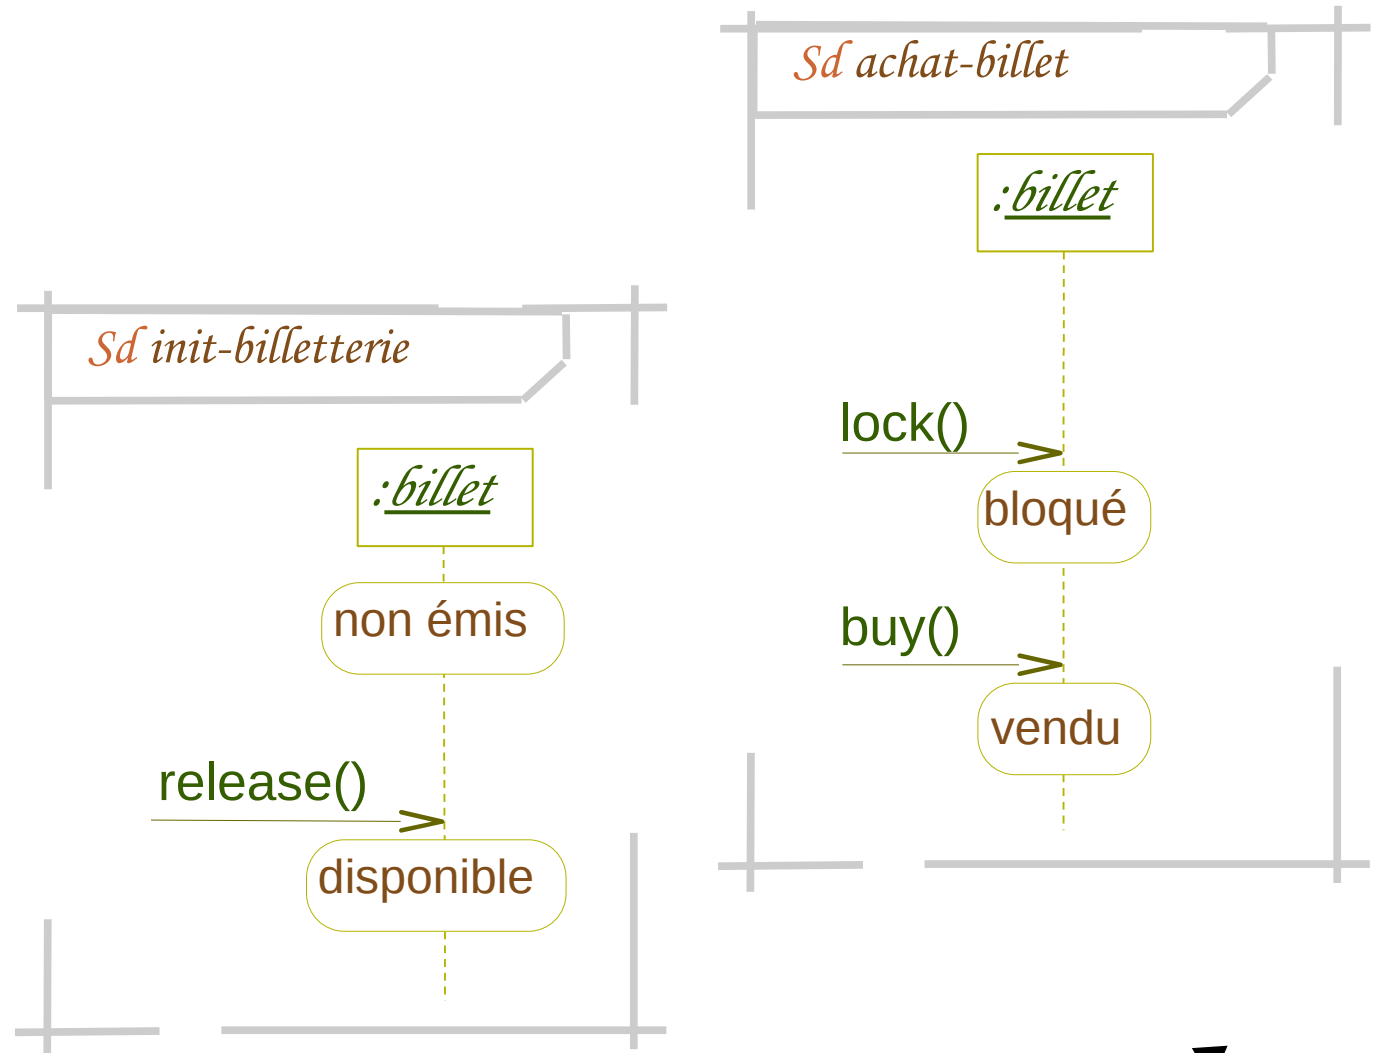 Sd init-billetterie
:billet
non émis
release()
disponible
Sd achat-billet
:billet
lock()
bloqué
buy()
vendu